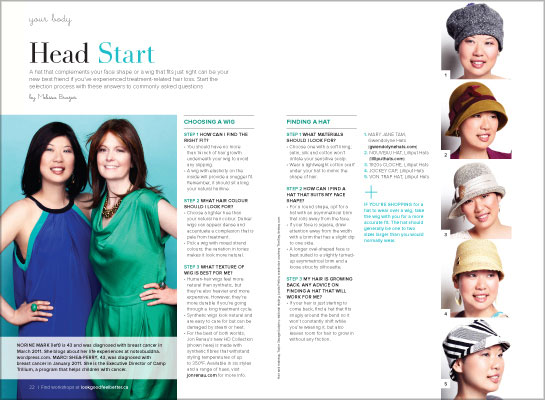 your body
Head Start
A hat that complements your face shape or a wig that fits just right can be your
new best friend if you've experienced treatment-related hair loss. Start the
selection process with these answers to commonly asked questions
by
CHOOSING A WIG
STEP 1 HOW CAN I FIND THE
RIGHT FIT?
• You should have no more
than inch of hair growth
underneath your wig to avoid
any slipping.
• A wig with elasticity on the
inside will provide a snugger fit.
Remember, it should sit along
your natural hairline.
STEP 2 WHAT HAIR COLOUR
SHOULD I LOOK FOR?
• Choose a lighter hue than
your natural hair colour. Darker
wigs can appear dense and
accentuate a complexion that is
pale from treatment.
• Pick a wig with mixed strand
colours; the variation in tones
makes it look more natural.
STEP 3 WHAT TEXTURE OF
WIG IS BEST FOR ME?
• Human-hair wigs feel more
natural than synthetic, but
they're also heavier and more
expensive. However, they're
more durable if you're going
through a long treatment cycle.
• Synthetic wigs look natural and
are easy to care for but can be
damaged by steam or heat.
• For the best of both worlds,
Jon Renau's new HD Collection
(shown here) is made with
synthetic fibres that withstand
styling temperatures of up
to 350°F. Available in six styles
and a range of hues; visit
jonrenau.com for more info.
FINDING A HAT
STEP 1 WHAT MATERIALS
SHOULD I LOOK FOR?
• Choose one with a soft lining;
satin, silk and cotton won't
irritate your sensitive scalp.
• Wear a lightweight cotton scarf
under your hat to mimic the
shape of hair.
STEP 2 HOW CAN I FIND A
HAT THAT SUITS MY FACE
SHAPE?
• For a round shape, opt for a
hat with an asymmetrical brim
that rolls away from the face.
• If your face is square, draw
attention away from the width
with a brim that has a slight dip
to one side.
• A longer oval-shaped face is
best suited to a slightly turned-
up asymmetrical brim and a
loose slouchy silhouette.
STEP 3 MY HAIR IS GROWING
BACK. ANY ADVICE ON
FINDING A HAT THAT WILL
WORK FOR ME?
• If your hair is just starting to
come back, find a hat that fits
snugly around the band so it
won't constantly shift while
you're wearing it, but also
leaves room for hair to grow in
without any friction.
1. MARY JANE TAM,
Gwendolyne Hats
(gwendolynehats.com)
2. NOUVEAU HAT, Lilliput Hats
(lilliputhats.com)
3. CLOCHE, Lilliput Hats
4. JOCKEY CAP, Lilliput Hats
5. VON TRAP HAT, Lilliput Hats
+
IF YOU'RE SHOPPING for a
hat to wear over a wig, take
the wig with you for a more
accurate fit. The hat should
generally be one to two
sizes larger than you would
normally wear.
1
2
3
4
5
NORINE MARK (left) is 43 and was diagnosed with breast cancer in
March 2011. She blogs about her life experiences at
wordpress.com. MARCI SHEA-PERRY, 43, was diagnosed with
breast cancer in January 2011. She is the Executive Director of Camp
Trillium, a program that helps children with cancer.
22 | Find workshops at lookgoodfeelbetter.ca